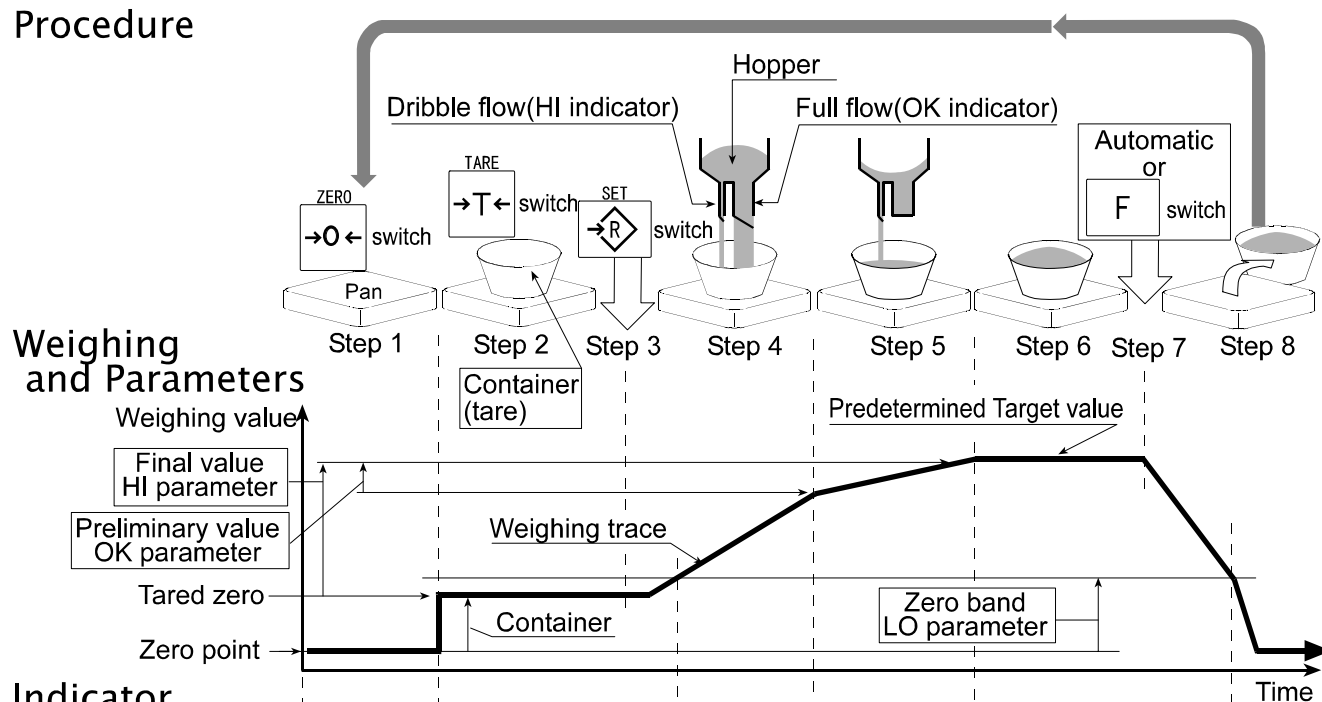 Procedure
Hopper
Dribble flow(HI indicator)
Full flow(OK indicator)
ZERO
→0← switch
Pan
TARE
→T← switch
SET
→R switch
Automatic
or
F switch
Step 1
Step 2
Step 3
Step 4
Step 5
Step 6
Step 7
Step 8
Container
(tare)
Weighing
and Parameters
Weighing value
Predetermined Target value
Final value
HI parameter
Preliminary value
OK parameter
Weighing trace
Tared zero
Container
Zero band
LO parameter
Zero point
Time
Indicator